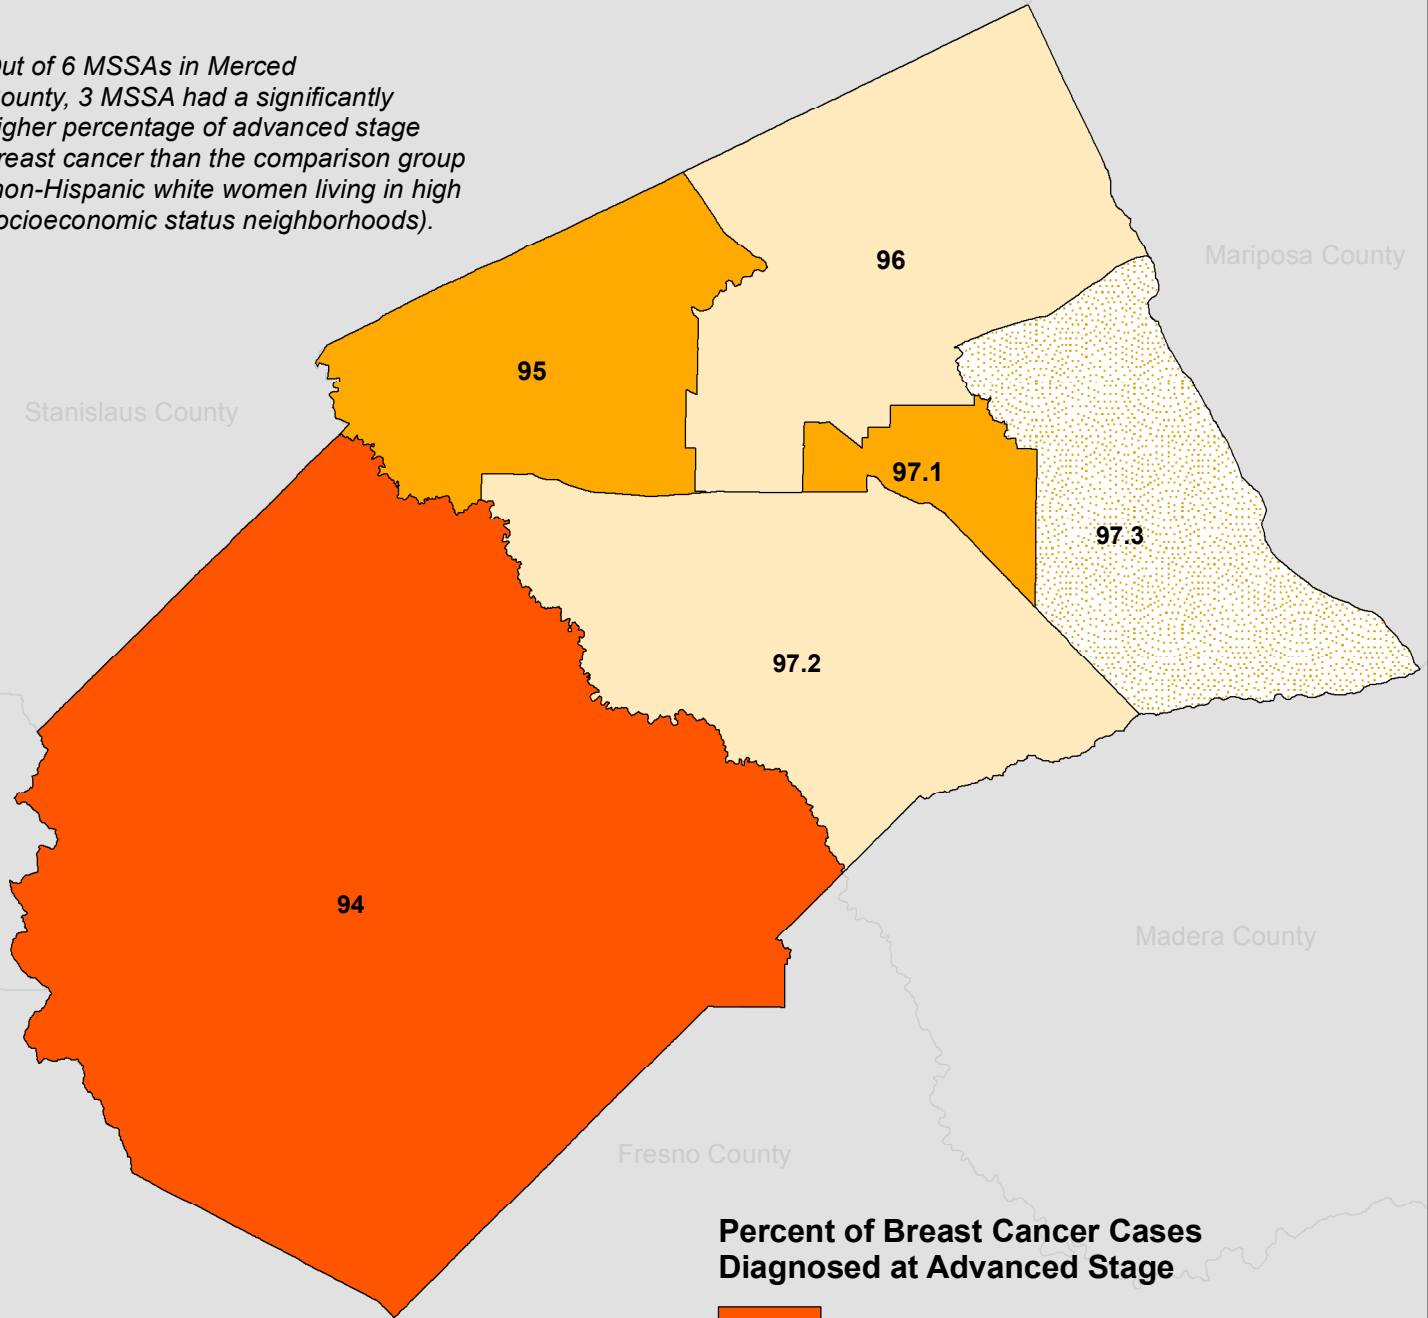 ut of 6 MSSAs in Merced
ounty, 3 MSSA had a significantly
igher percentage of advanced stage
reast cancer than the comparison group
non-Hispanic white women living in high
ocioeconomic status neighborhoods).
96
Mariposa County
95
Stanislaus County
97.1
97.3
97.2
94
Madera County
Fresno County
Percent of Breast Cancer Cases
Diagnosed at Advanced Stage